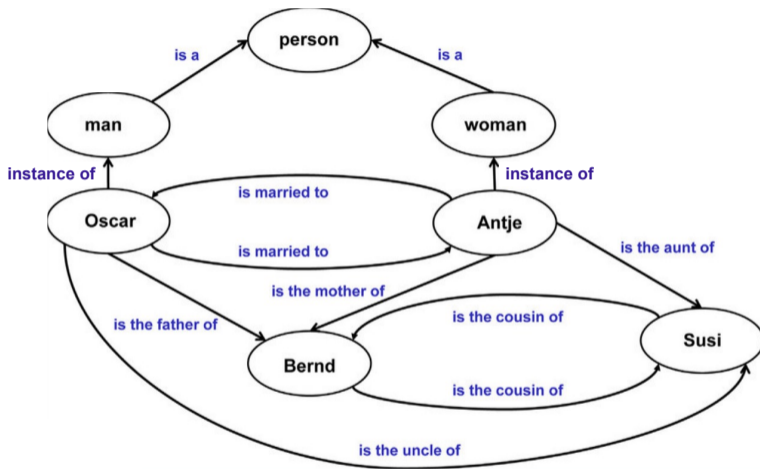 person
is a
is a
man
woman
instance of
instance of
is married to
Oscar
Antje
is married to
is the aunt of
is the mother of
is the father of
is the cousin of
Susi
Bernd
is the cousin of
is the uncle of